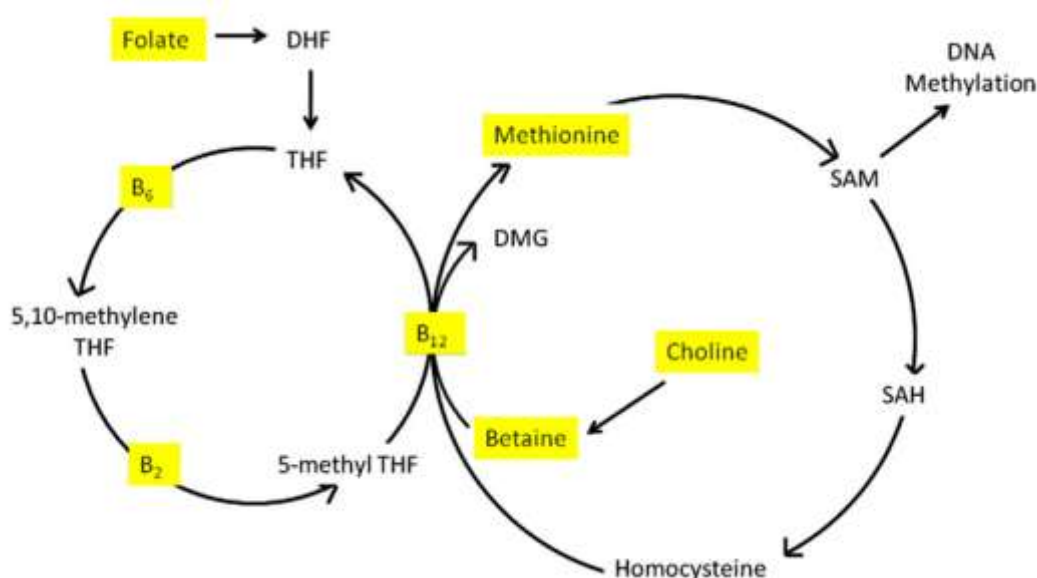 Folate
DHF
DNA
Methylation
Methionine
THF
SAM
B₆
DMG
5,10-methylene
THF
B₁₂
Choline
SAH
Betaine
B₂
5-methyl THF
Homocysteine